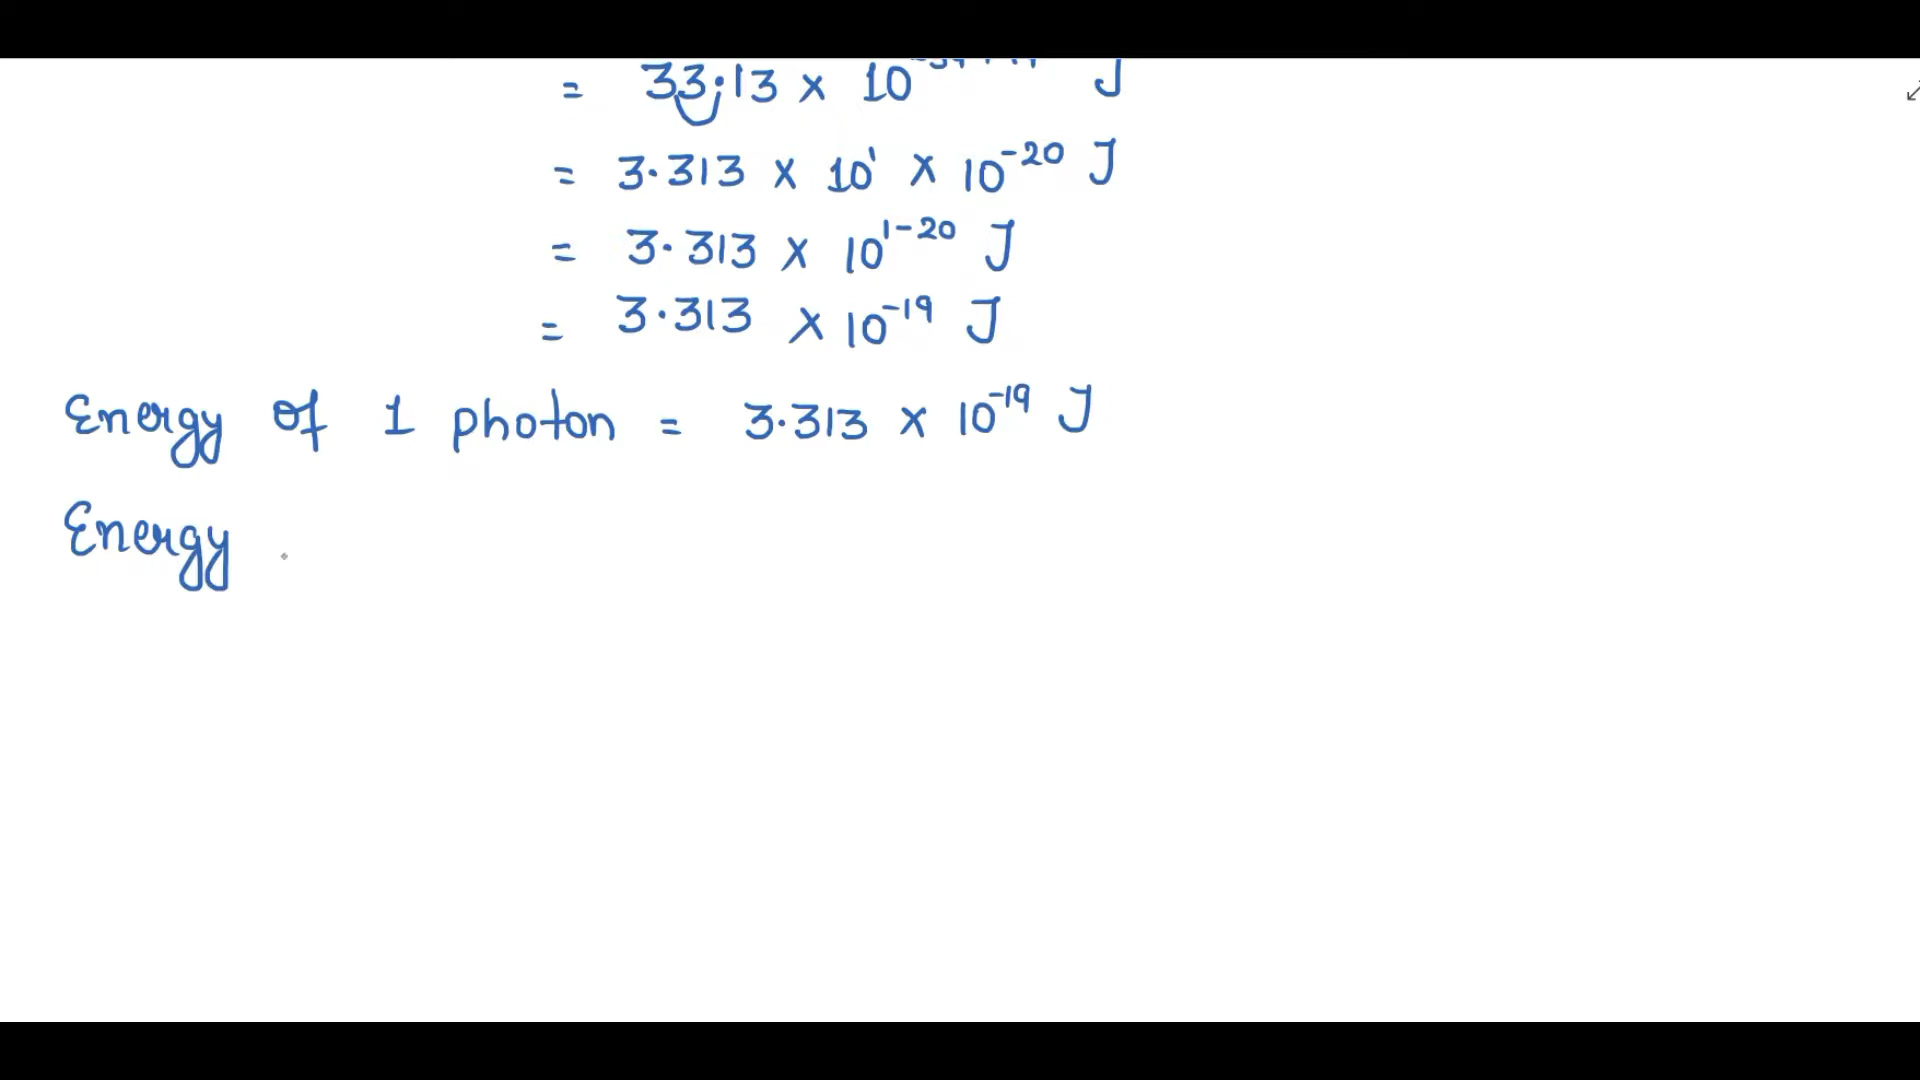 = 33.13 × 10 J
= 3.313 × 10¹ × 10⁻²⁰ J
= 3.313 × 10¹⁻²⁰ J
= 3.313 × 10⁻¹⁹ J
Energy of 1 photon = 3.313 × 10⁻¹⁹ J
Energy